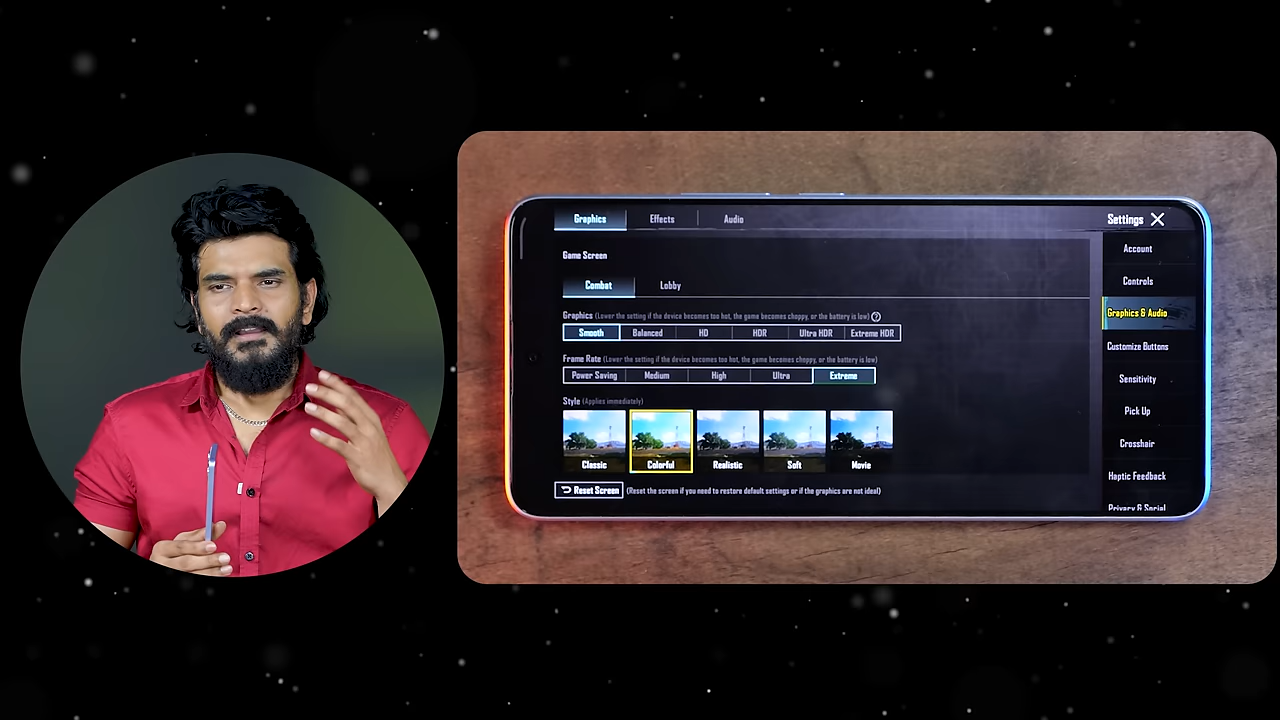 Graphics Effects Audio
Settings
Game Screen
Combat Lobby
Graphics (Lower the setting if the device becomes too hot, the game becomes choppy, or the battery is low) ?
Smooth Balanced HD HDR Ultra HDR Extreme HDR
Frame Rate (Lower the setting if the device becomes too hot, the game becomes choppy, or the battery is low)
Power Saving Medium High Ultra Extreme
Style (Applies immediately)
Classic Colorful Realistic Soft Movie
Reset Screen (Reset the screen if you need to restore default settings or if the graphics are not ideal)
Account
Controls
Graphics & Audio
Customize Buttons
Sensitivity
Pick Up
Crosshair
Haptic Feedback
Privacy & Social